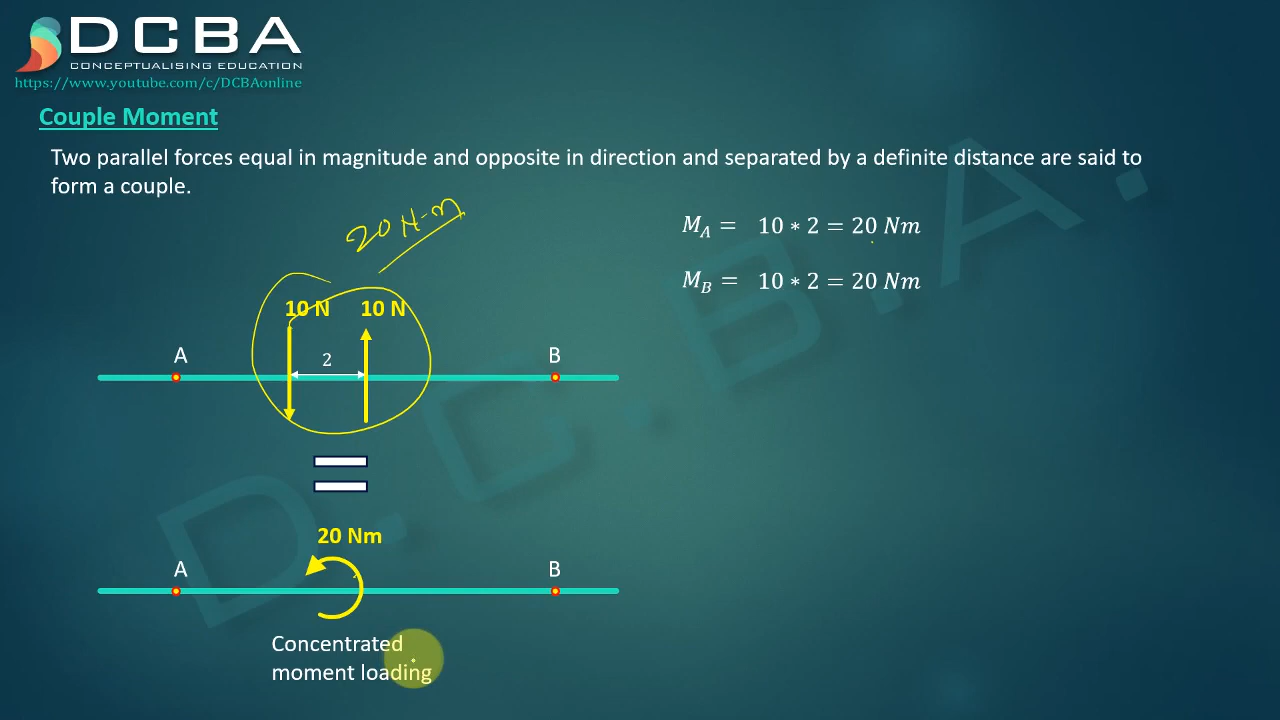 DCBA
CONCEPTUALISING EDUCATION
https://www.youtube.com/c/DCBAonline
Couple Moment
Two parallel forces equal in magnitude and opposite in direction and separated by a definite distance are said to
form a couple.
20 N-m
M_A = 10 * 2 = 20 Nm
M_B = 10 * 2 = 20 Nm
10 N 10 N
A 2 B
20 Nm
A B
Concentrated
moment loading
D.C.B.A.